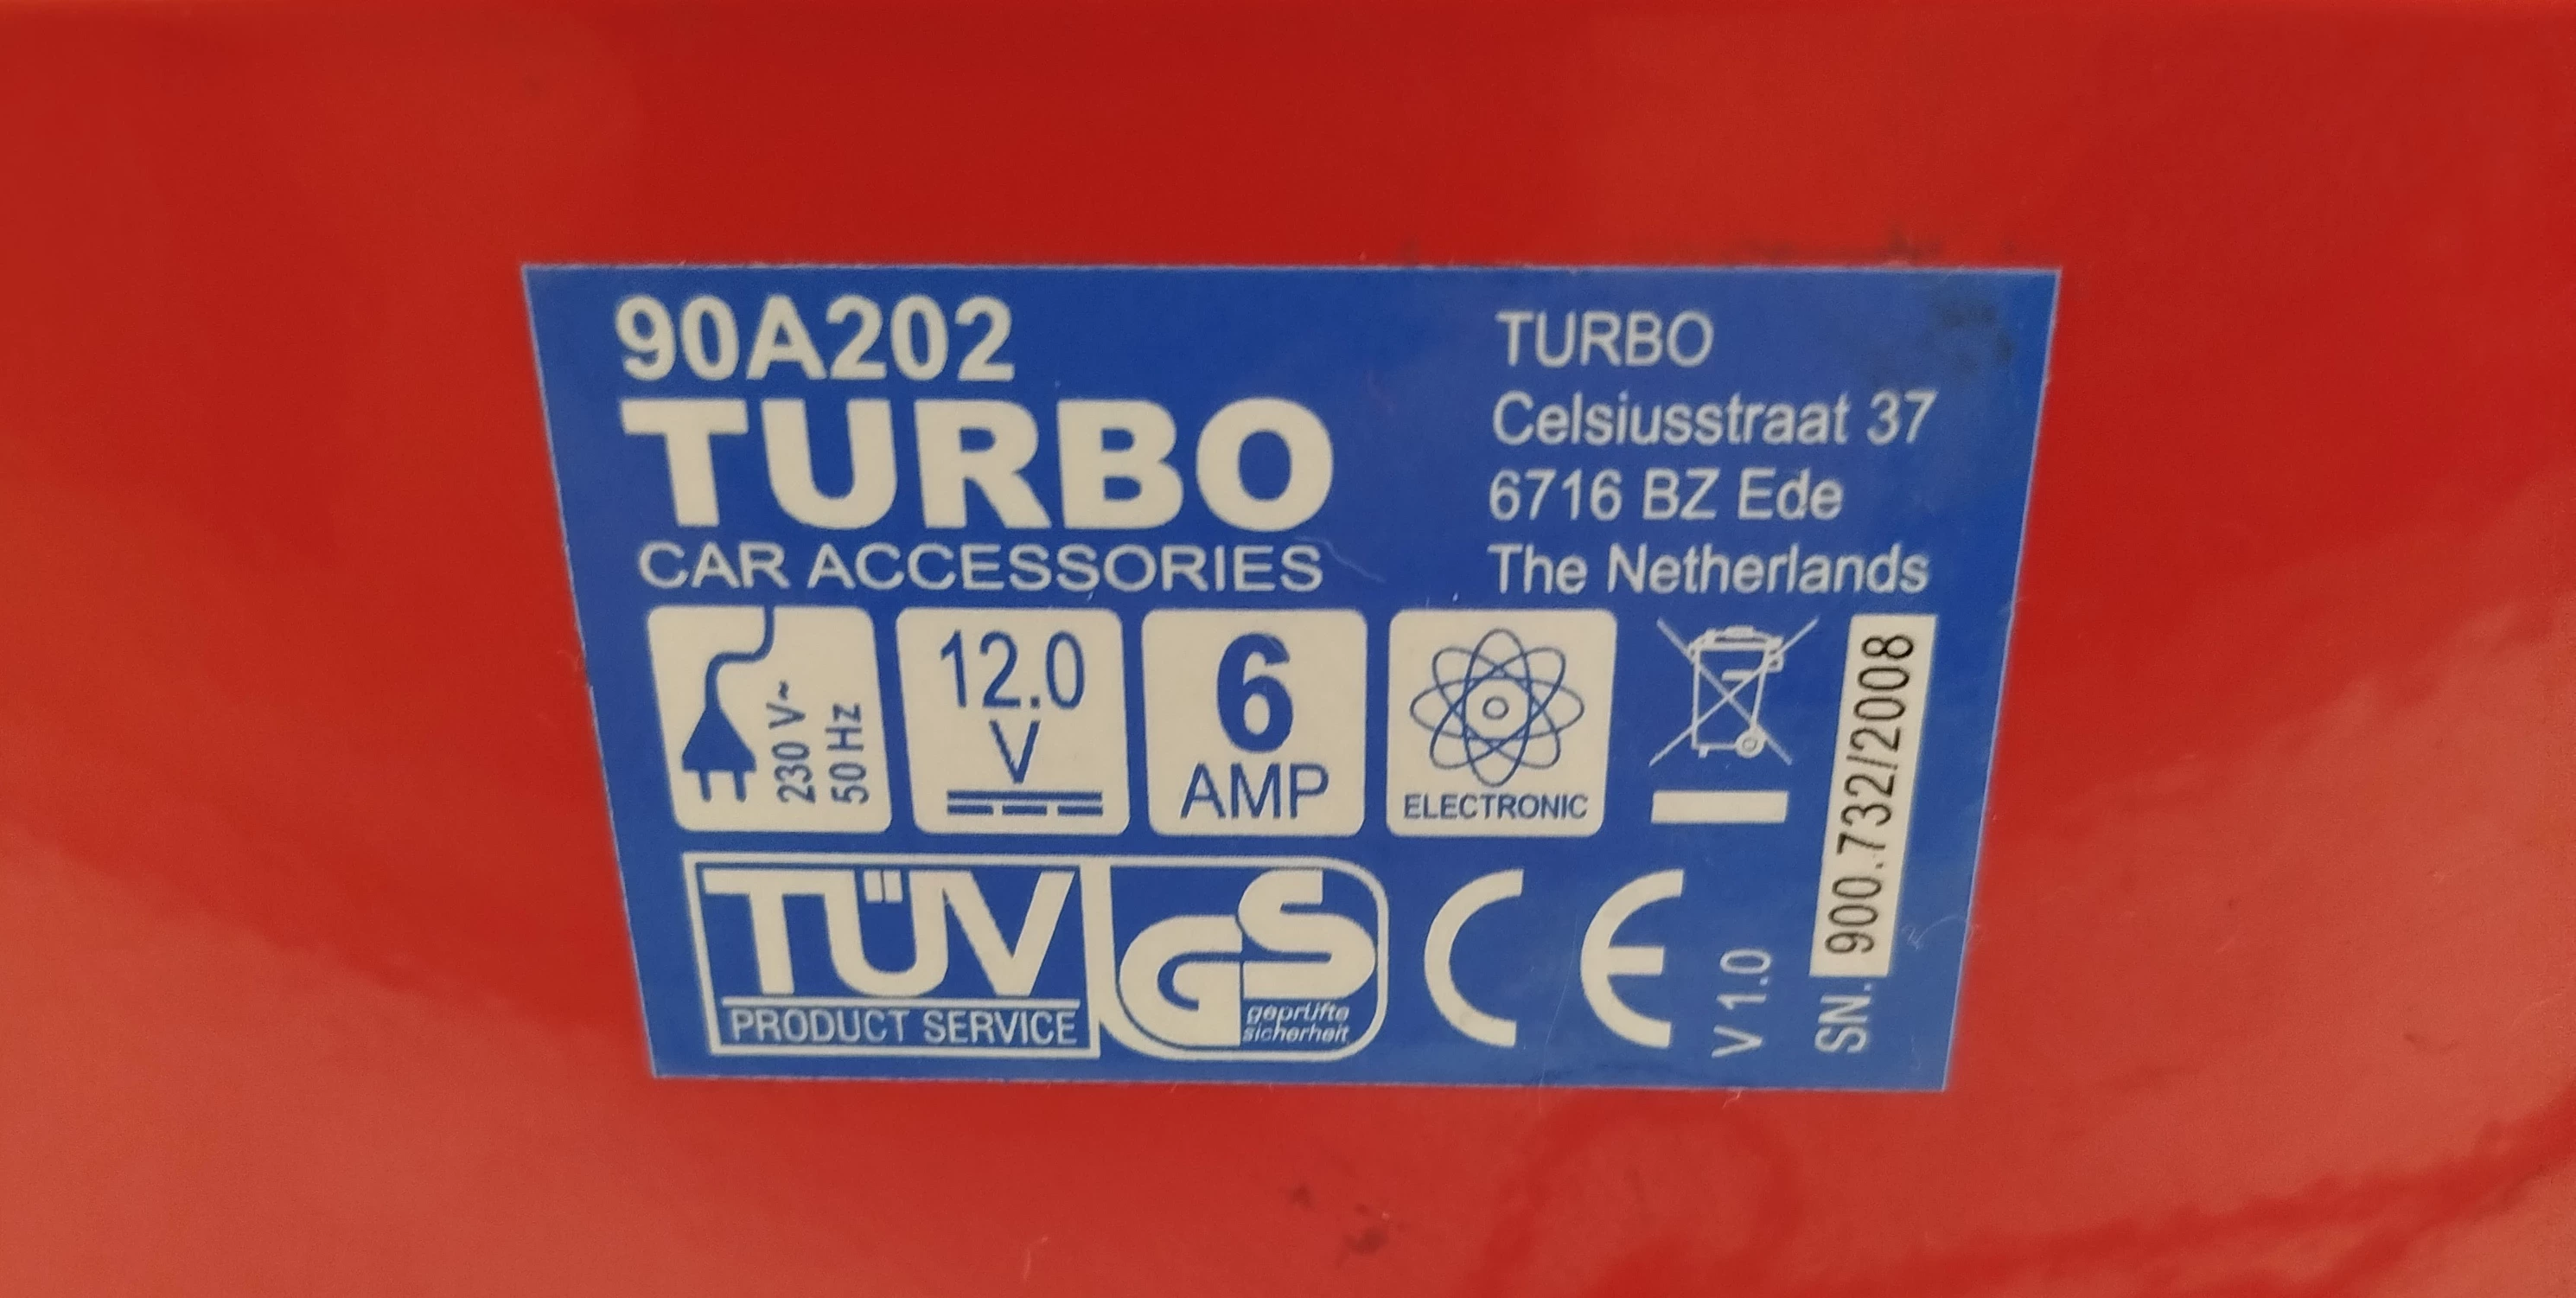 90A202
TURBO
CAR ACCESSORIES
TURBO
Celsiusstraat 37
6716 BZ Ede
The Netherlands
230 V~
50 Hz
12.0
V
6
AMP
ELECTRONIC
TÜV
PRODUCT SERVICE
GS
geprüfte
sicherheit
CE
V 1.0
SN. 900.732/2008